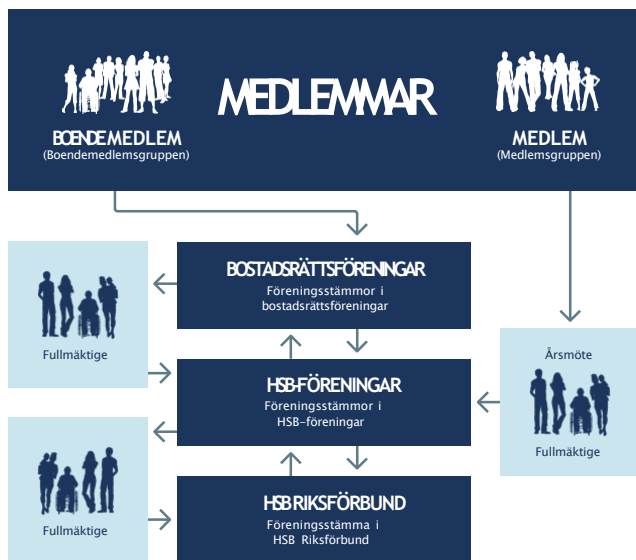 MEDLEMMAR
BOENDEMEDLEM
(Boendemedlemsgruppen)
MEDLEM
(Medlemsgruppen)
BOSTADSRÄTTSFÖRENINGAR
Föreningsstämmor i
bostadsrättsföreningar
Fullmäktige
Årsmöte
Fullmäktige
HSB-FÖRENINGAR
Föreningsstämmor i
HSB-föreningar
Fullmäktige
HSB RIKSFÖRBUND
Föreningsstämma i
HSB Riksförbund